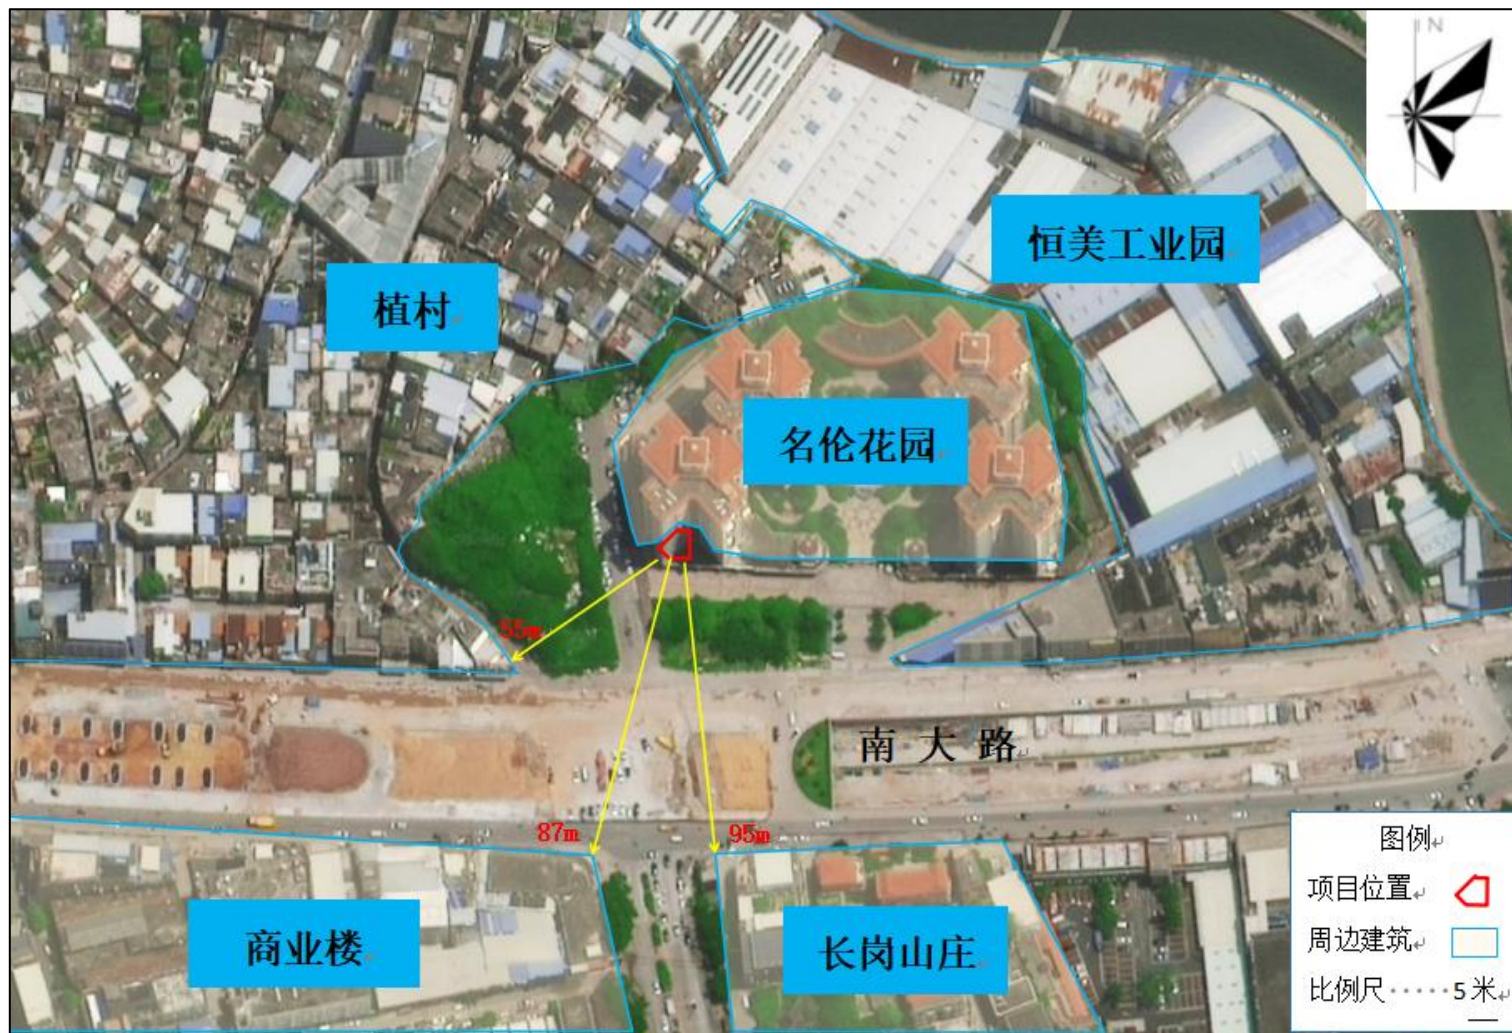 N
恒美工业园
植村
名伦花园
55m
南大路
87m
95m
图例
项目位置
周边建筑
比例尺·····5米
商业楼
长岗山庄